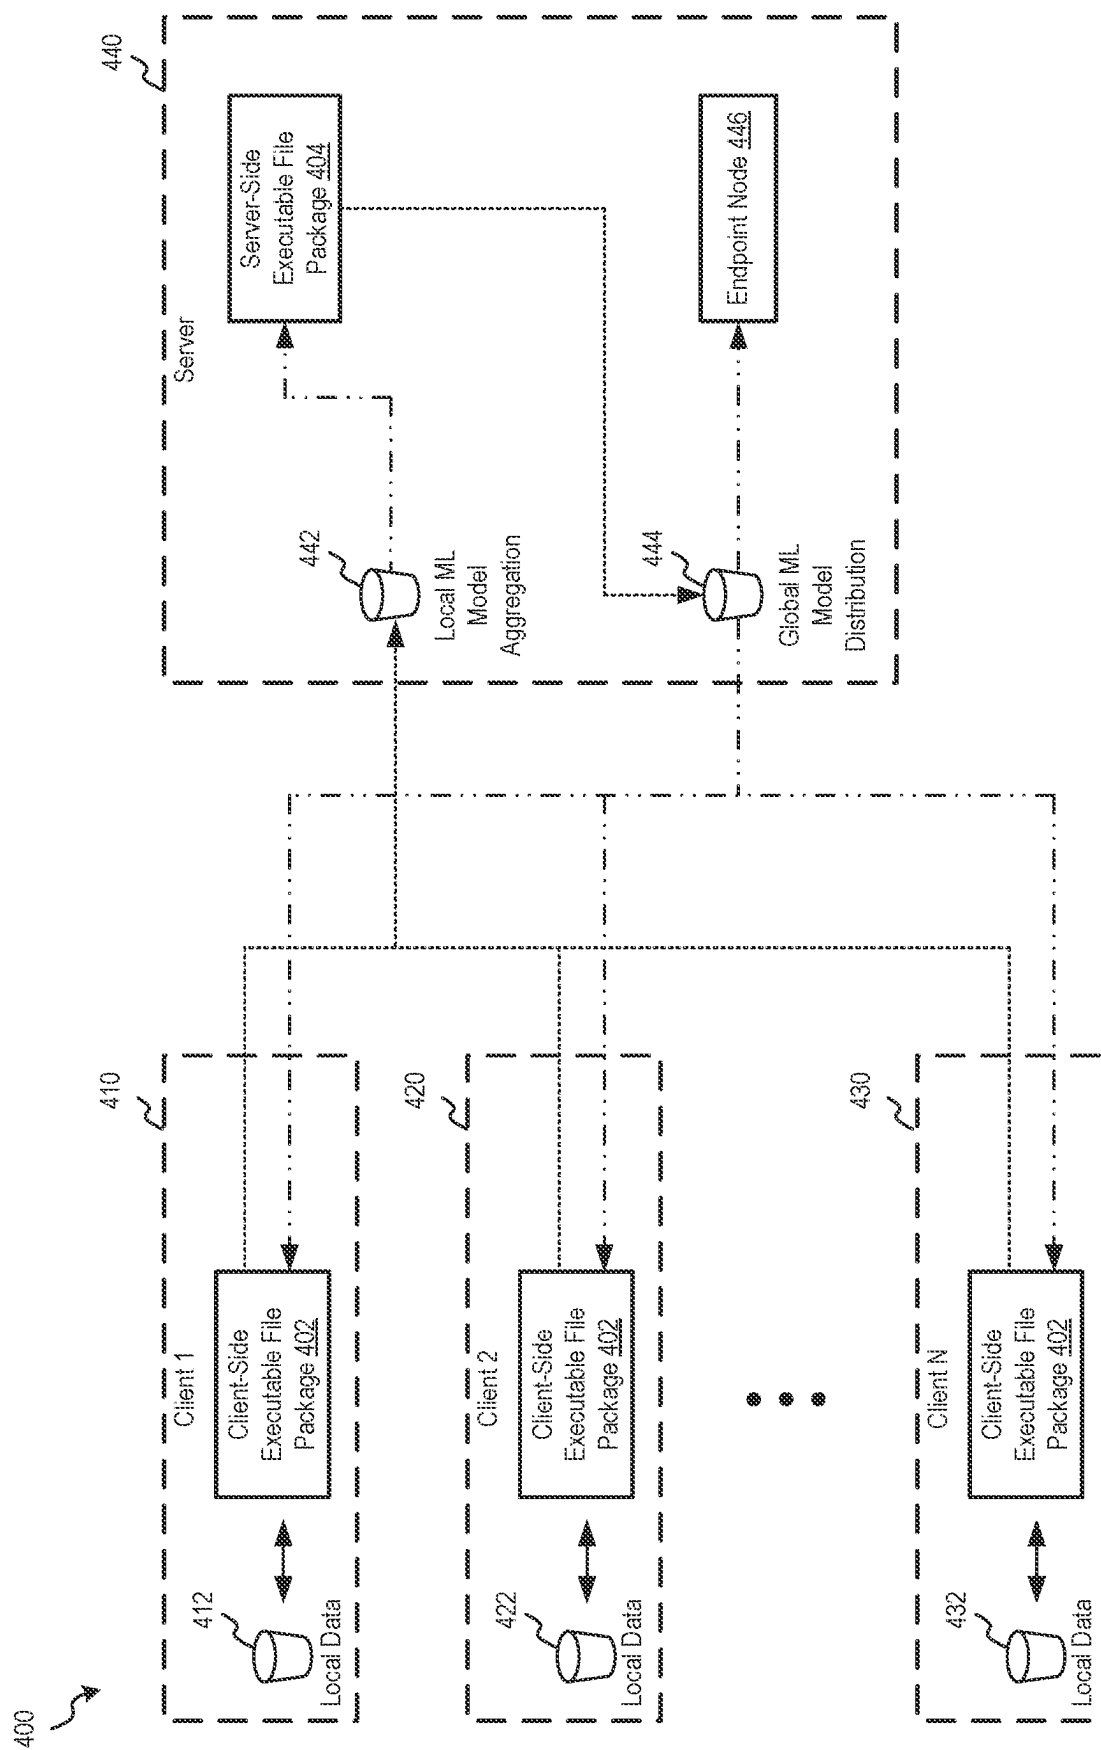 400
410
Client 1
412
Local Data
Client-Side
Executable File
Package 402
420
Client 2
422
Local Data
Client-Side
Executable File
Package 402
430
Client N
432
Local Data
Client-Side
Executable File
Package 402
440
Server
442
Local ML
Model
Aggregation
Server-Side
Executable File
Package 404
444
Global ML
Model
Distribution
Endpoint Node 446